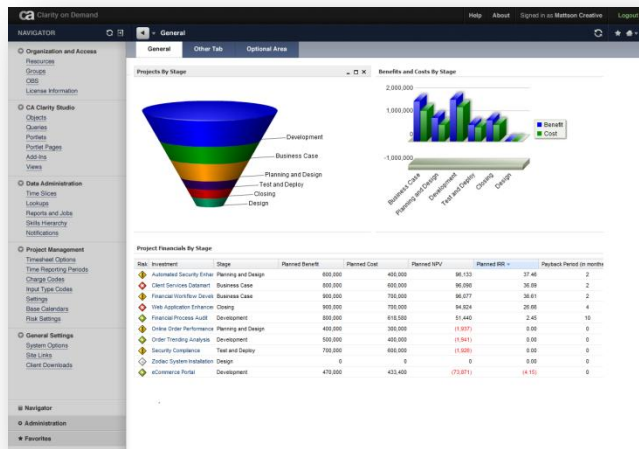 ca Clarity on Demand
Help About Signed in as Mattson Creative Logout
NAVIGATOR
General
General Other Tab Optional Area
Organization and Access
Resources
Groups
OBS
License Information
CA Clarity Studio
Objects
Queries
Portlets
Portlet Pages
Add-Ins
Views
Data Administration
Time Slices
Lookups
Reports and Jobs
Skills Hierarchy
Notifications
Project Management
Timesheet Options
Time Reporting Periods
Charge Codes
Input Type Codes
Settings
Base Calendars
Risk Settings
General Settings
System Options
Site Links
Client Downloads
Navigator
Administration
Favorites
Projects By Stage
Development
Business Case
Planning and Design
Test and Deploy
Closing
Design
Benefits and Costs By Stage
2,000,000
1,000,000
0
-1,000,000
Business Case
Planning and Design
Development
Test and Deploy
Closing
Design
Benefit
Cost
Project Financials By Stage
Risk Investment Stage Planned Benefit Planned Cost Planned NPV Planned IRR Payback Period (in months
Automated Security Enhar Planning and Design 600,000 400,000 96,133 37.46 2
Client Services Datamart Business Case 800,000 600,000 96,098 36.89 2
Financial Workflow Develo Business Case 900,000 700,000 96,077 36.61 2
Web Application Enhancen Closing 900,000 700,000 84,924 26.68 4
Financial Process Audit Development 800,000 618,500 51,440 2.45 10
Online Order Performance Planning and Design 400,000 300,000 0.00 0
Order Trending Analysis Development 500,000 400,000 (1,941) 0.00 0
Security Compliance Test and Deploy 700,000 600,000 0.00 0
Zodiac System Installation Design 0 0 0 0.00 0
eCommerce Portal Development 470,000 433,400 (73,871) (4.15) 0